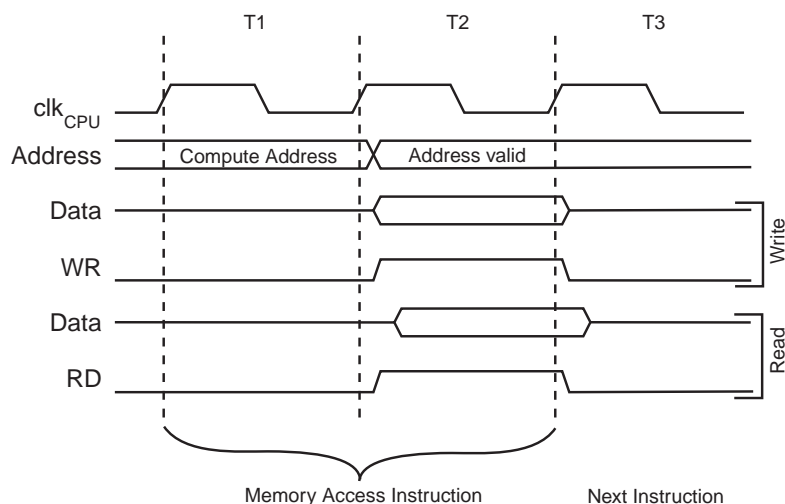 T1 T2 T3
clkCPU
Address Compute Address Address valid
Data
WR
Write
Data
RD
Read
Memory Access Instruction Next Instruction